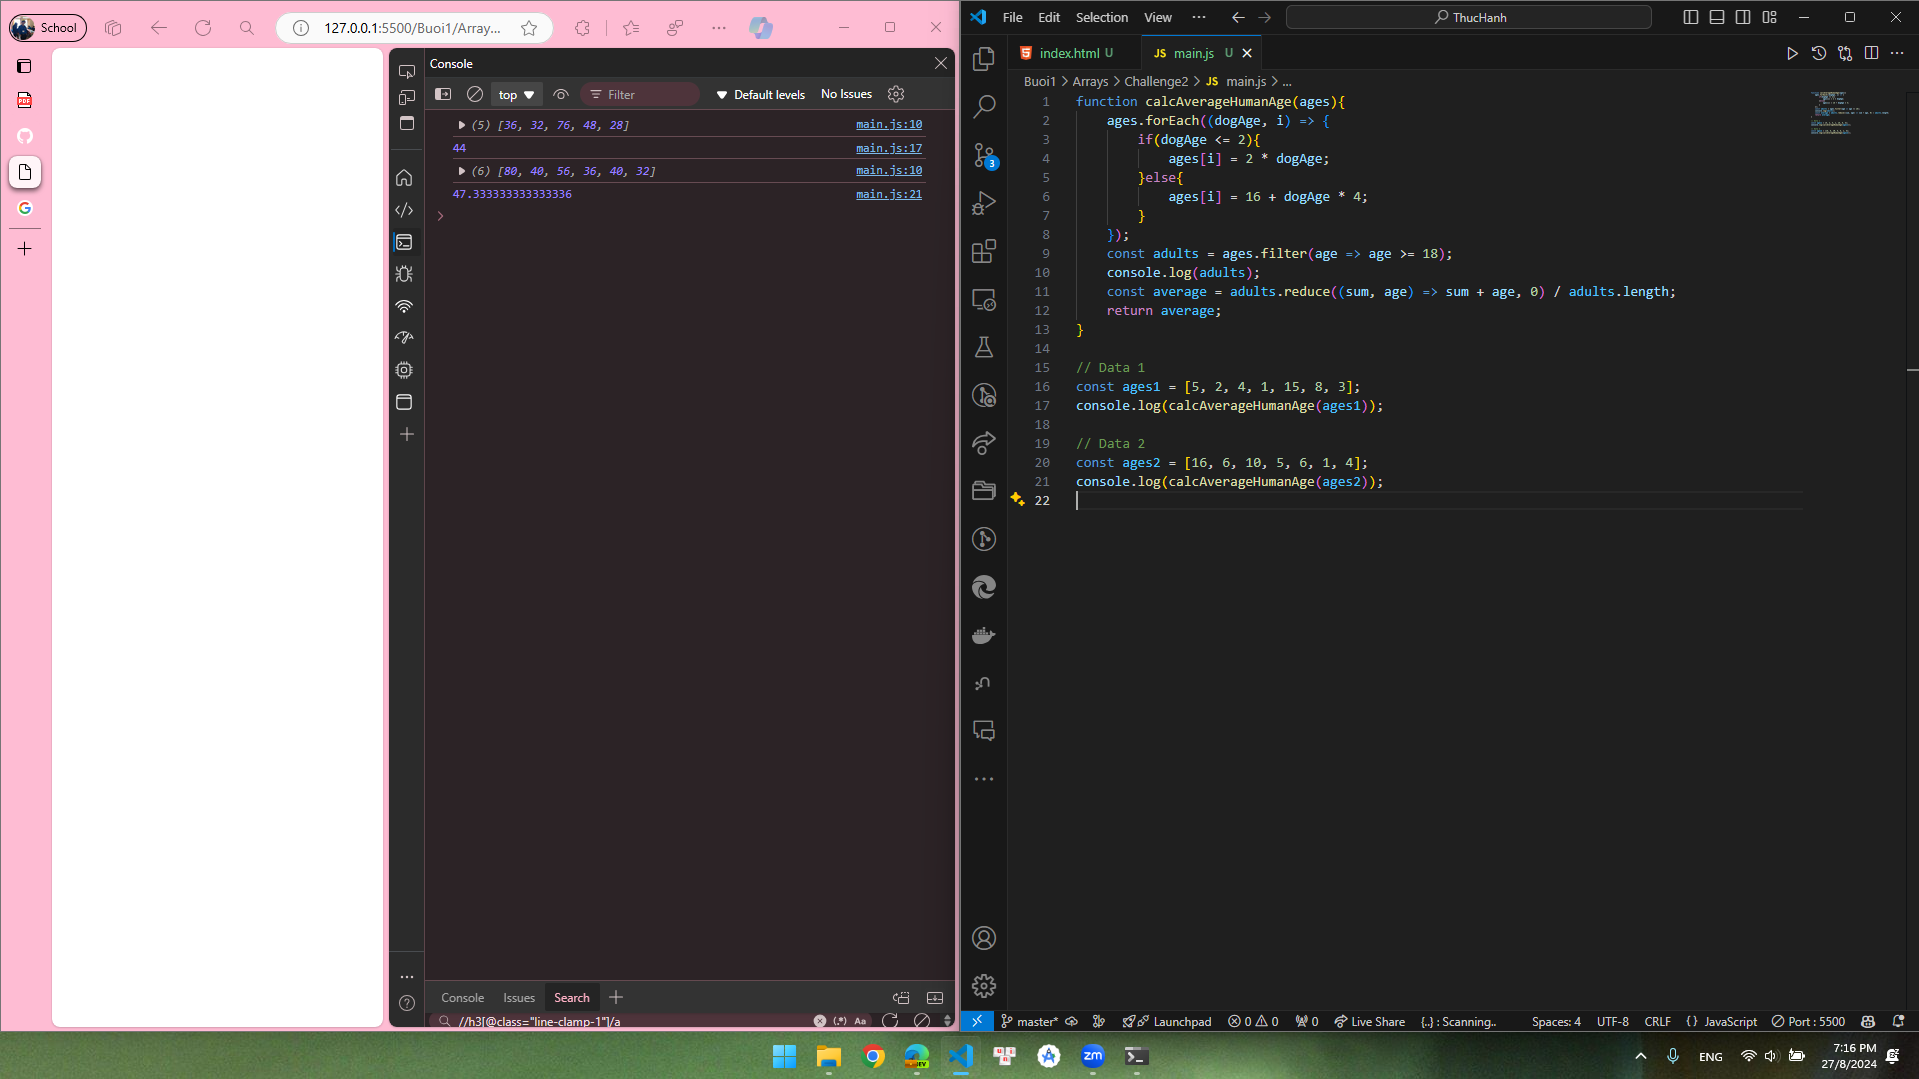 School
127.0.0.1:5500/Buoi1/Array...
Console
top
Filter
Default levels
No Issues
(5) [36, 32, 76, 48, 28]
main.js:10
44
main.js:17
(6) [80, 40, 56, 36, 40, 32]
main.js:10
47.333333333333336
main.js:21
Console
Issues
Search
//h3[@class="line-clamp-1"]/a
(.*)
Aa
File
Edit
Selection
View
ThucHanh
index.html U
JS main.js U
Buoi1 > Arrays > Challenge2 > JS main.js > ...
1 function calcAverageHumanAge(ages){
2 ages.forEach((dogAge, i) => {
3 if(dogAge <= 2){
4 ages[i] = 2 * dogAge;
5 }else{
6 ages[i] = 16 + dogAge * 4;
7 }
8 });
9 const adults = ages.filter(age => age >= 18);
10 console.log(adults);
11 const average = adults.reduce((sum, age) => sum + age, 0) / adults.length;
12 return average;
13 }
14
15 // Data 1
16 const ages1 = [5, 2, 4, 1, 15, 8, 3];
17 console.log(calcAverageHumanAge(ages1));
18
19 // Data 2
20 const ages2 = [16, 6, 10, 5, 6, 1, 4];
21 console.log(calcAverageHumanAge(ages2));
22
3
master*
Launchpad
0 0
0
Live Share
{..} : Scanning..
Spaces: 4
UTF-8
CRLF
{ } JavaScript
Port : 5500
zm
ENG
7:16 PM
27/8/2024